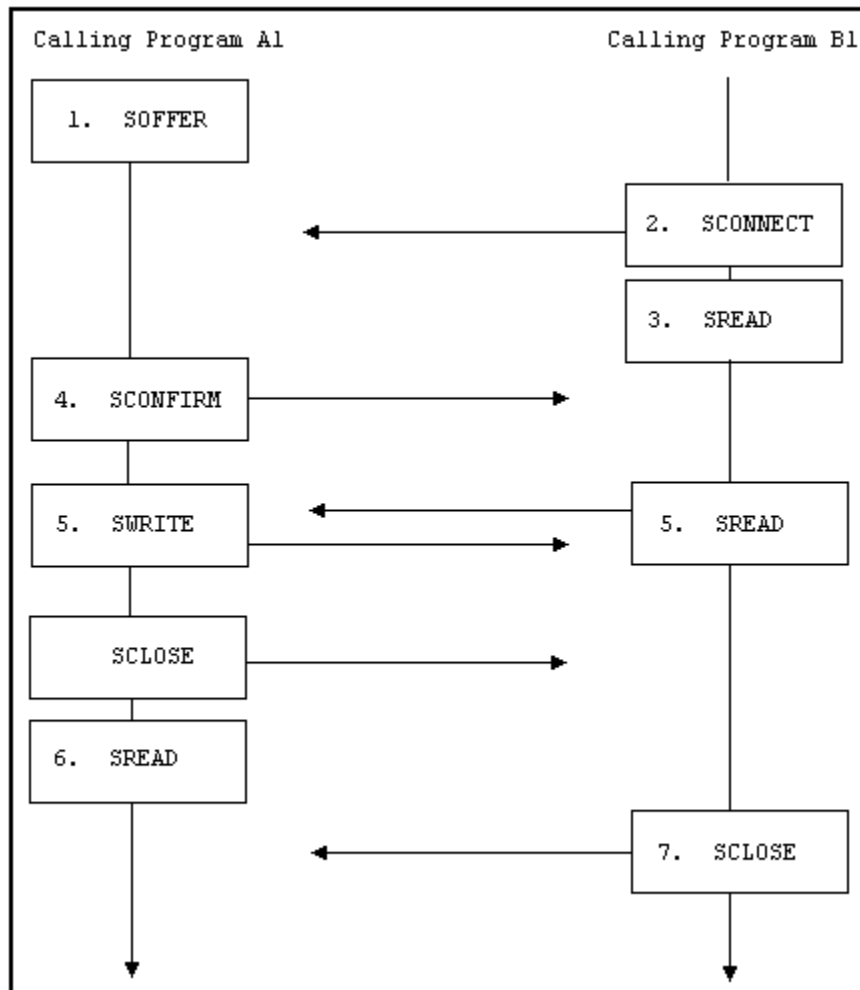 Calling Program A1
Calling Program B1
1. SOFFER
2. SCONNECT
3. SREAD
4. SCONFIRM
5. SWRITE
5. SREAD
SCLOSE
6. SREAD
7. SCLOSE